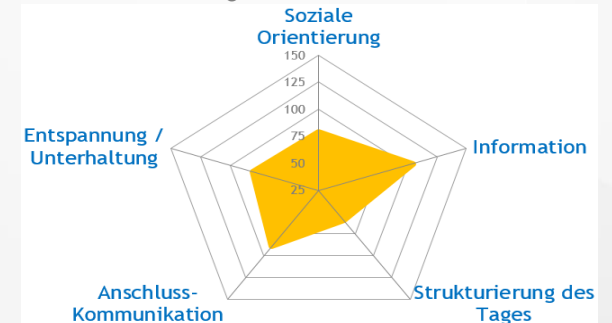 Soziale
Orientierung
150
125
100
75
50
25
Entspannung /
Unterhaltung
Information
Anschluss-
Kommunikation
Strukturierung des
Tages